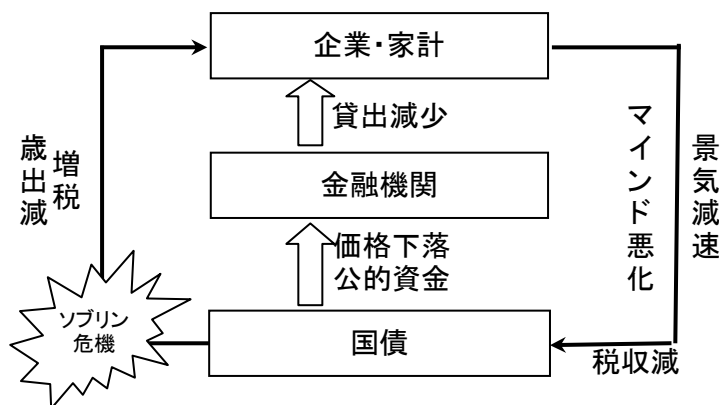 企業・家計
貸出減少
金融機関
価格下落
公的資金
国債
ソブリン
危機
増税
歳出減
マインド悪化
景気減速
税収減